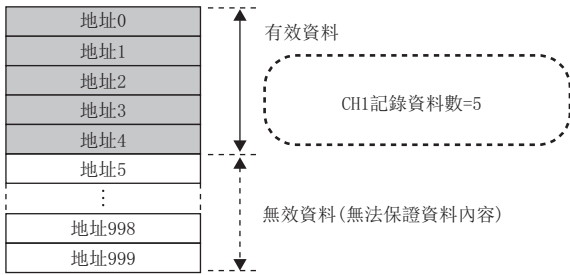 地址0
地址1
地址2
地址3
地址4
地址5
⋮
地址998
地址999
有效資料
CH1記錄資料數=5
無效資料(無法保證資料內容)